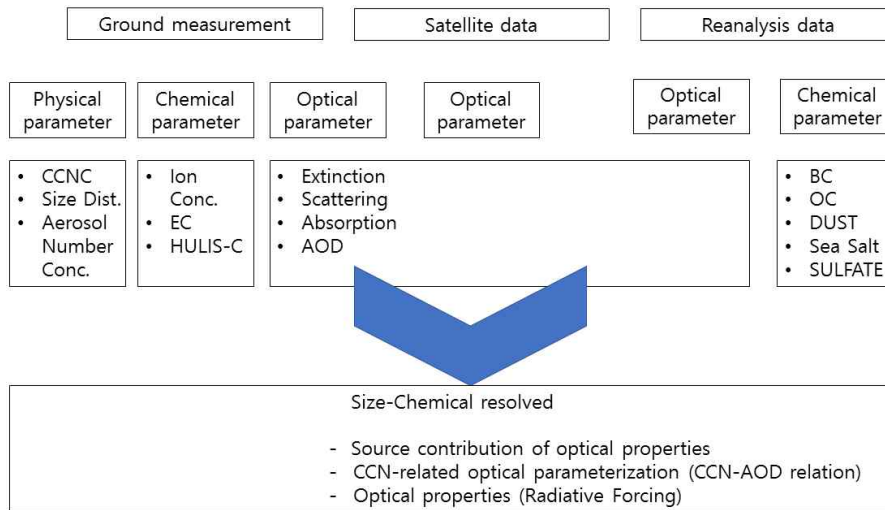 Ground measurement
Satellite data
Reanalysis data
Physical
parameter
Chemical
parameter
Optical
parameter
Optical
parameter
Optical
parameter
Chemical
parameter
• CCNC
• Size Dist.
• Aerosol
Number
Conc.
• Ion
Conc.
• EC
• HULIS-C
• Extinction
• Scattering
• Absorption
• AOD
• BC
• OC
• DUST
• Sea Salt
• SULFATE
Size-Chemical resolved
- Source contribution of optical properties
- CCN-related optical parameterization (CCN-AOD relation)
- Optical properties (Radiative Forcing)